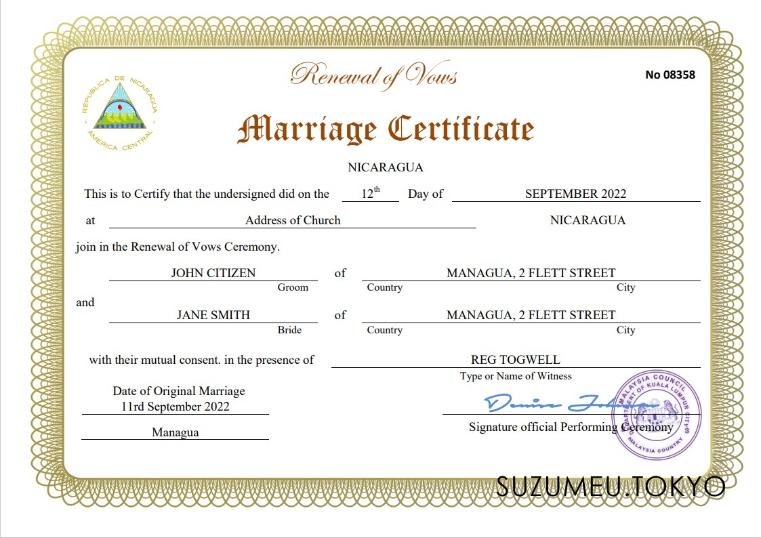 Renewal of Vows
No 08358
REPUBLICA DE NICARAGUA
AMERICA CENTRAL
Marriage Certificate
NICARAGUA
This is to Certify that the undersigned did on the 12th Day of SEPTEMBER 2022
at Address of Church NICARAGUA
join in the Renewal of Vows Ceremony.
JOHN CITIZEN of MANAGUA, 2 FLETT STREET
Groom Country City
and
JANE SMITH of MANAGUA, 2 FLETT STREET
Bride Country City
with their mutual consent. in the presence of REG TOGWELL
Type or Name of Witness
Date of Original Marriage
11rd September 2022
Managua
Denise Johnson
Signature official Performing Ceremony
MALAYSIA COUNCIL
DEPARTMENT OF KUALA LUMPUR
MALAYSIA COUNTRY
SUZUMEU.TOKYO